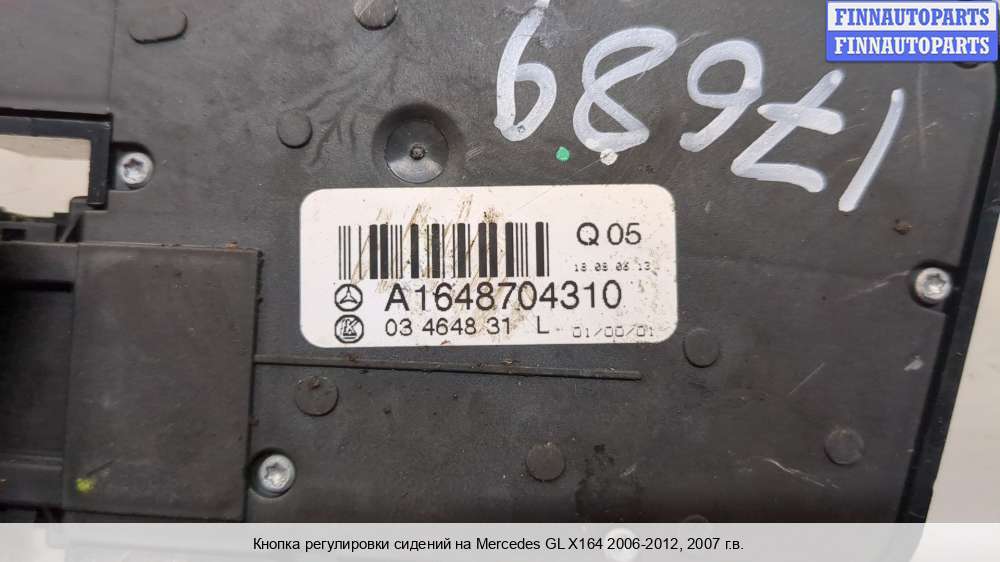 FINNAUTOPARTS
FINNAUTOPARTS
17689
Q 05
18.08.06 13
A1648704310
03 4648 31 L 01/00/01
Кнопка регулировки сидений на Mercedes GL X164 2006-2012, 2007 г.в.